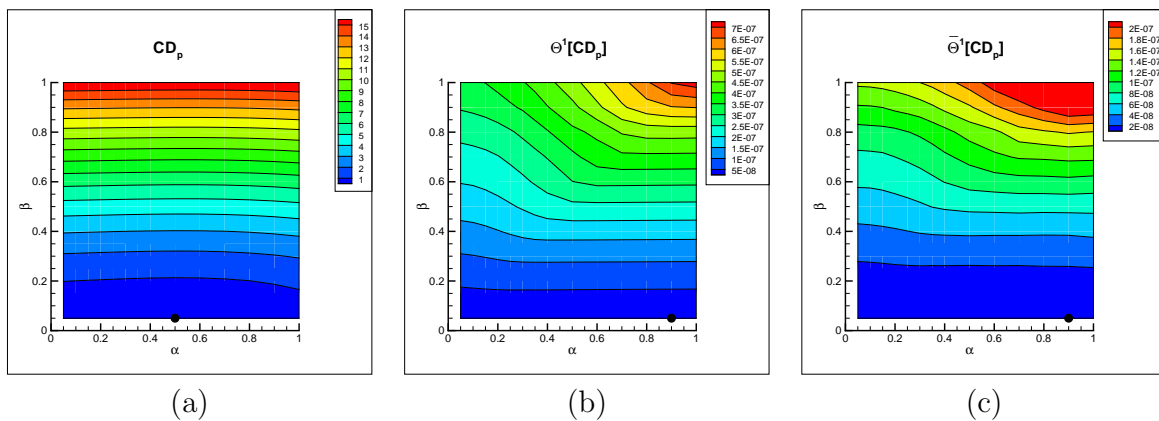 CD_p
15
14
13
12
11
10
9
8
7
6
5
4
3
2
1
β
1
0.8
0.6
0.4
0.2
0
0 0.2 0.4 0.6 0.8 1
α
(a)
Θ¹[CD_p]
7E-07
6.5E-07
6E-07
5.5E-07
5E-07
4.5E-07
4E-07
3.5E-07
3E-07
2.5E-07
2E-07
1.5E-07
1E-07
5E-08
β
1
0.8
0.6
0.4
0.2
0
0 0.2 0.4 0.6 0.8 1
α
(b)
Θ̄¹[CD_p]
2E-07
1.8E-07
1.6E-07
1.4E-07
1.2E-07
1E-07
8E-08
6E-08
4E-08
2E-08
β
1
0.8
0.6
0.4
0.2
0
0 0.2 0.4 0.6 0.8 1
α
(c)